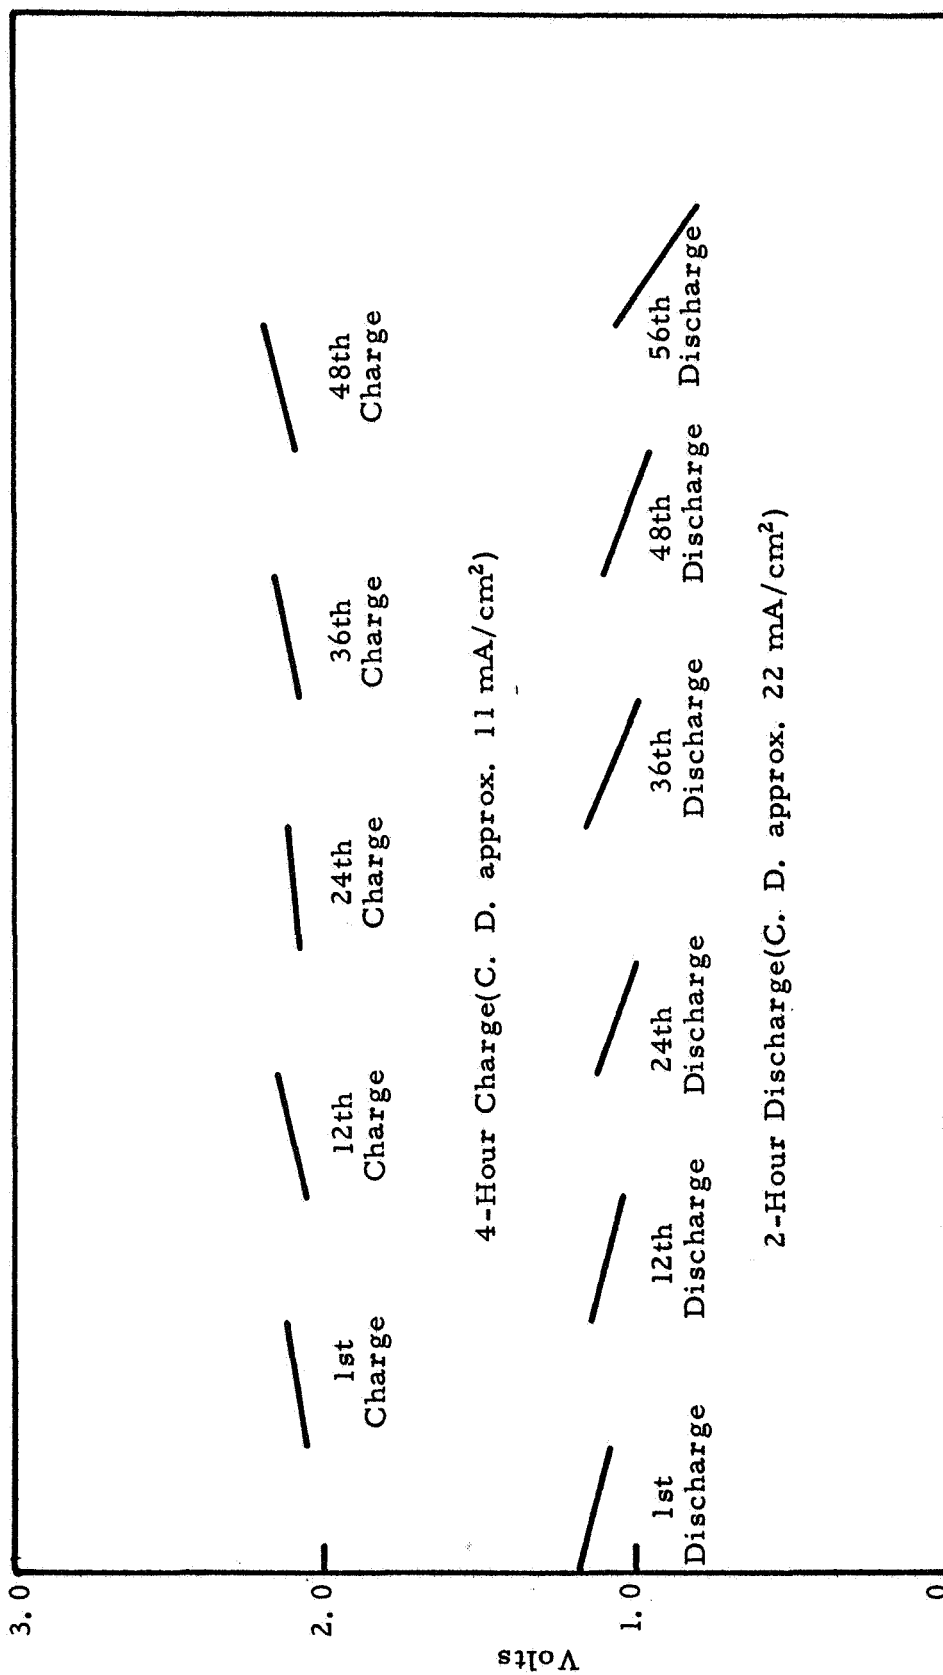 3.0
2.0
1.0
0
Volts
1st
Charge
12th
Charge
24th
Charge
36th
Charge
48th
Charge
4-Hour Charge(C. D. approx. 11 mA/cm²)
1st
Discharge
12th
Discharge
24th
Discharge
36th
Discharge
48th
Discharge
56th
Discharge
2-Hour Discharge(C. D. approx. 22 mA/cm²)